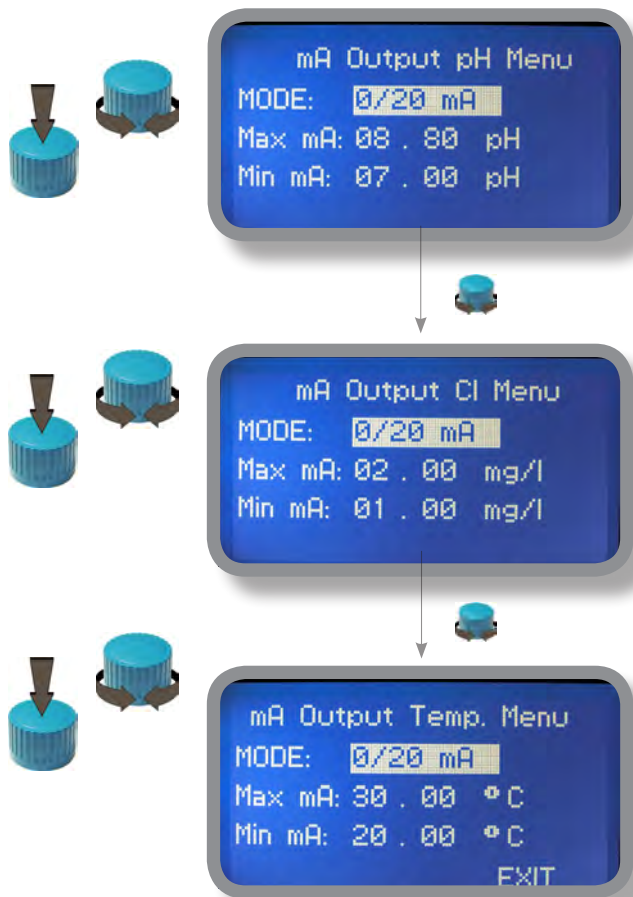 mA Output pH Menu
MODE: 0/20 mA
Max mA: 08 . 80 pH
Min mA: 07 . 00 pH
mA Output Cl Menu
MODE: 0/20 mA
Max mA: 02 . 00 mg/l
Min mA: 01 . 00 mg/l
mA Output Temp. Menu
MODE: 0/20 mA
Max mA: 30 . 00 °C
Min mA: 20 . 00 °C
EXIT